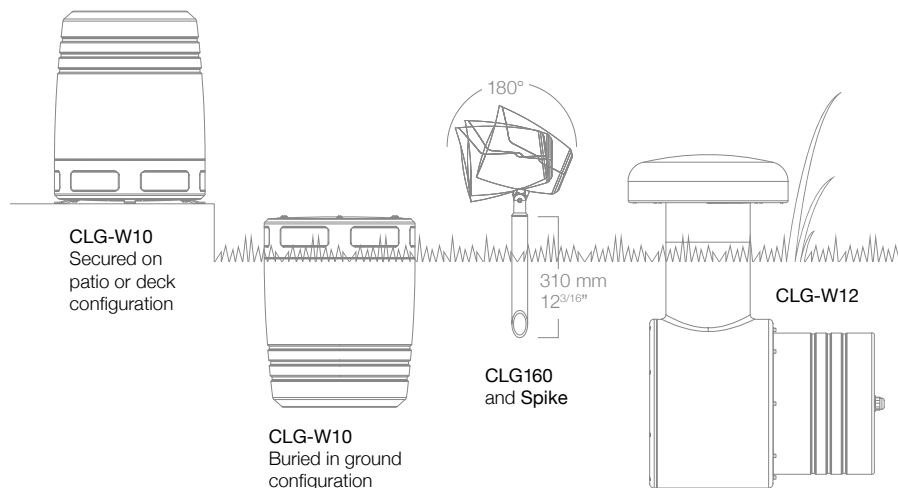 180°
CLG-W10
Secured on
patio or deck
configuration
310 mm
12 3/16”
CLG-W12
CLG160
and Spike
CLG-W10
Buried in ground
configuration